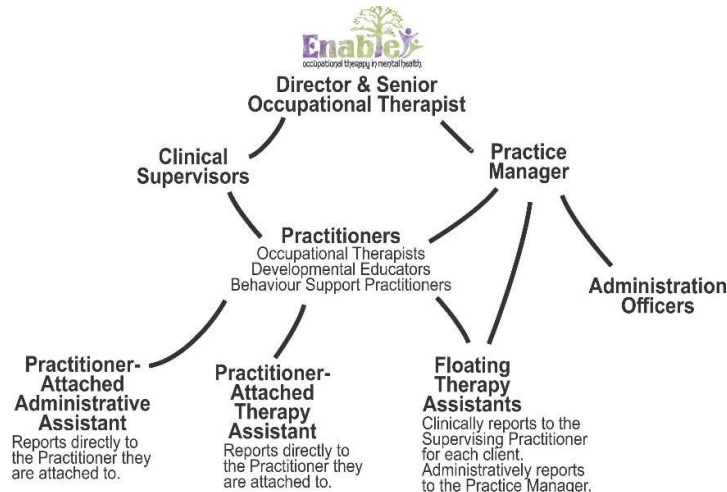 Enable
occupational therapy in mental health
Director & Senior
Occupational Therapist
Clinical
Supervisors
Practice
Manager
Practitioners
Occupational Therapists
Developmental Educators
Behaviour Support Practitioners
Administration
Officers
Practitioner-
Attached
Administrative
Assistant
Reports directly to
the Practitioner they
are attached to.
Practitioner-
Attached
Therapy
Assistant
Reports directly to
the Practitioner they
are attached to.
Floating
Therapy
Assistants
Clinically reports to the
Supervising Practitioner
for each client.
Administratively reports
to the Practice Manager.